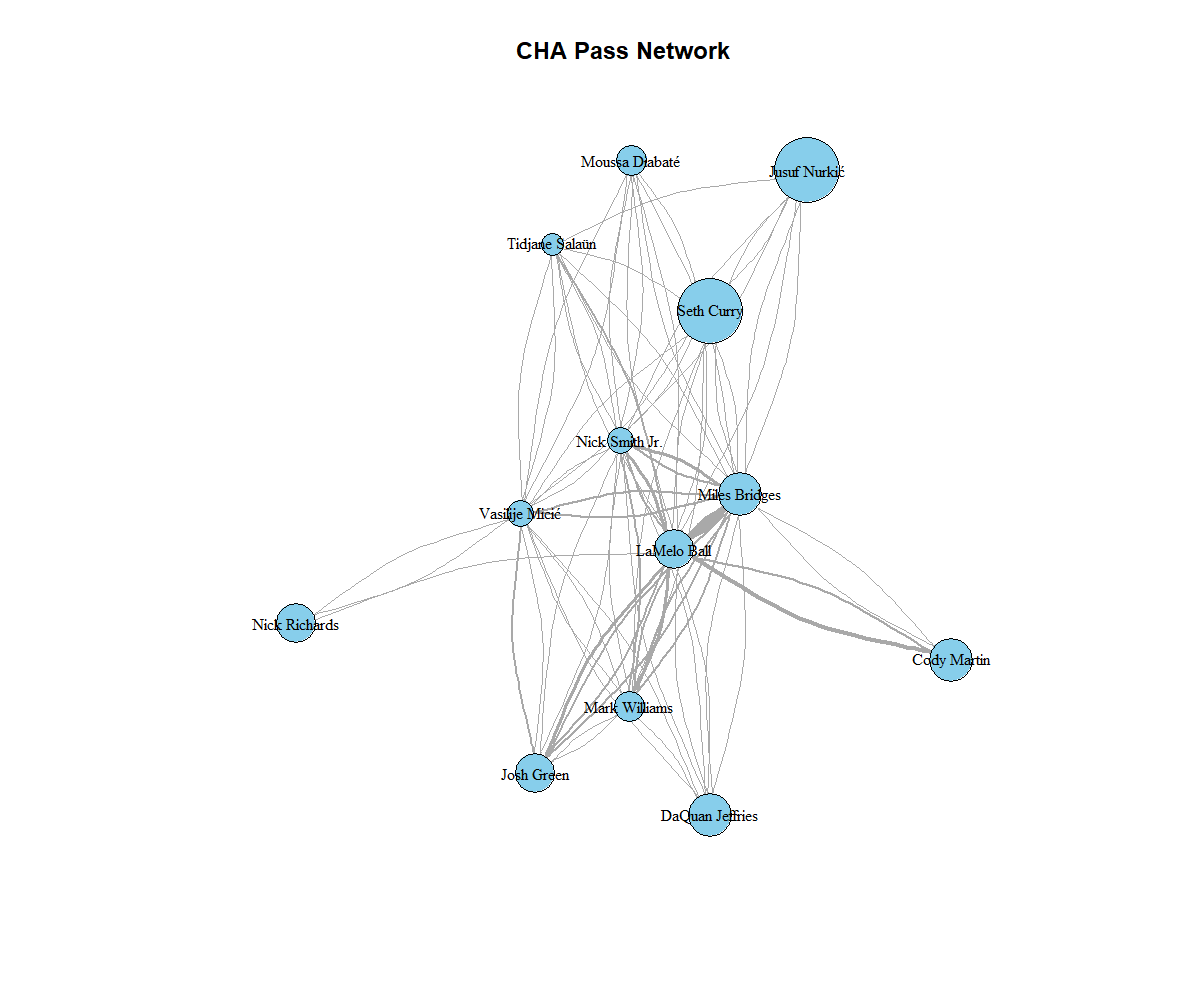 CHA Pass Network
Moussa Diabaté
Jusuf Nurkić
Tidjane Salaün
Seth Curry
Nick Smith Jr.
Miles Bridges
Vasilije Micić
LaMelo Ball
Nick Richards
Cody Martin
Mark Williams
Josh Green
DaQuan Jeffries